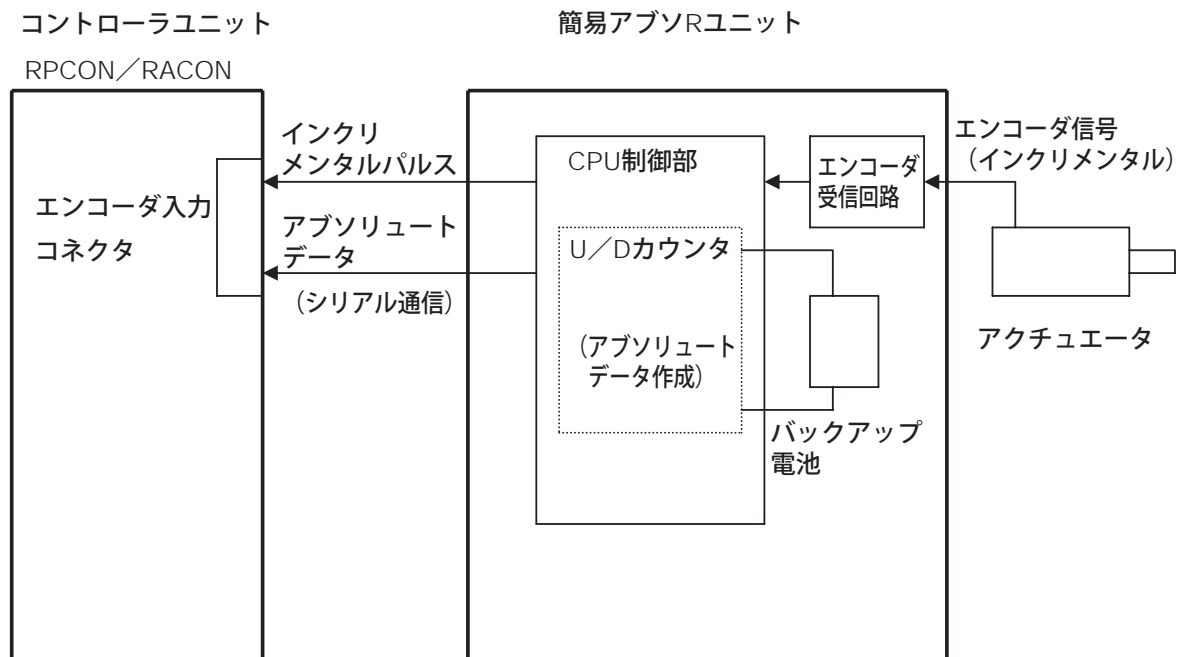 コントローラユニット
RPCON／RACON
簡易アブソRユニット
インクリ
メンタルパルス
エンコーダ入力
コネクタ
アブソリュート
データ
（シリアル通信）
CPU制御部
U／Dカウンタ
（アブソリュート
データ作成）
エンコーダ
受信回路
バックアップ
電池
エンコーダ信号
（インクリメンタル）
アクチュエータ